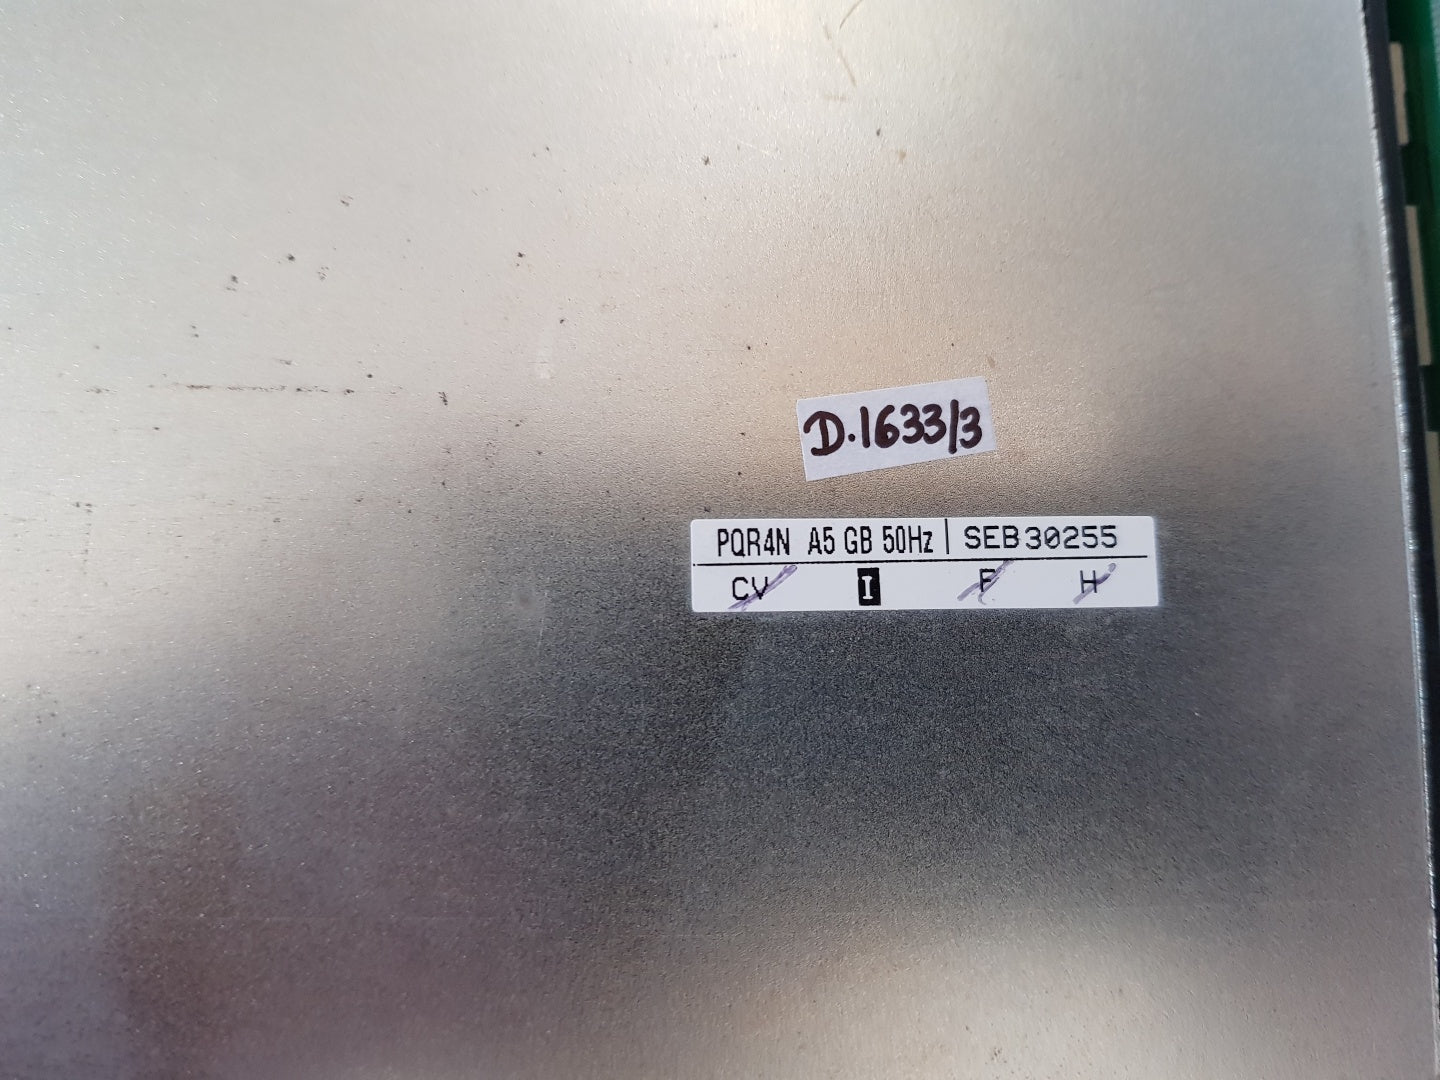 D.1633/3
PQR4N A5 GB 50Hz | SEB30255
CV I F H